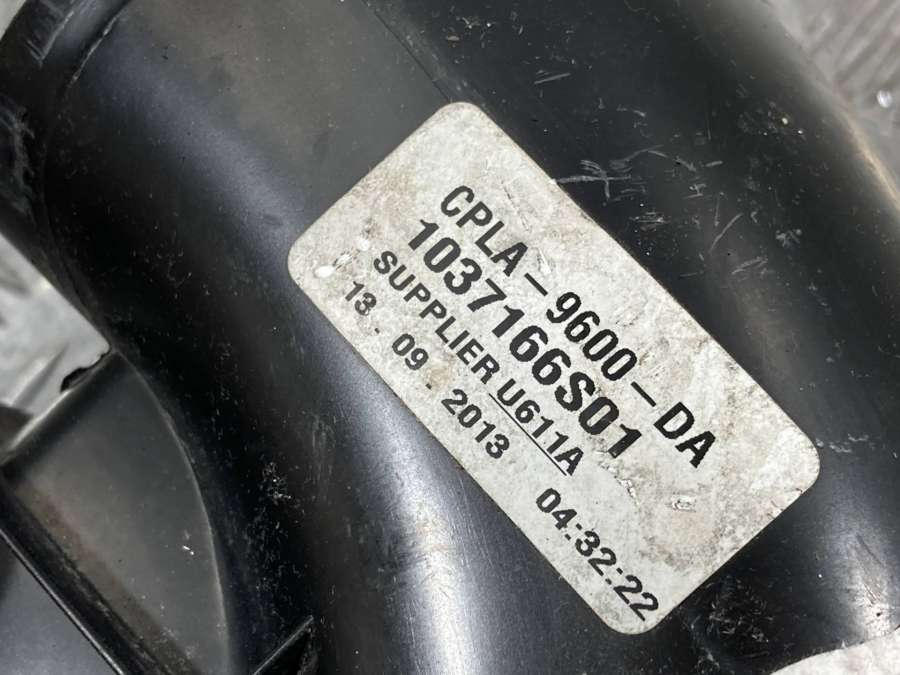 CPLA-9600-DA
1037166S01
SUPPLIER U611A
13.09.2013 04:32:22